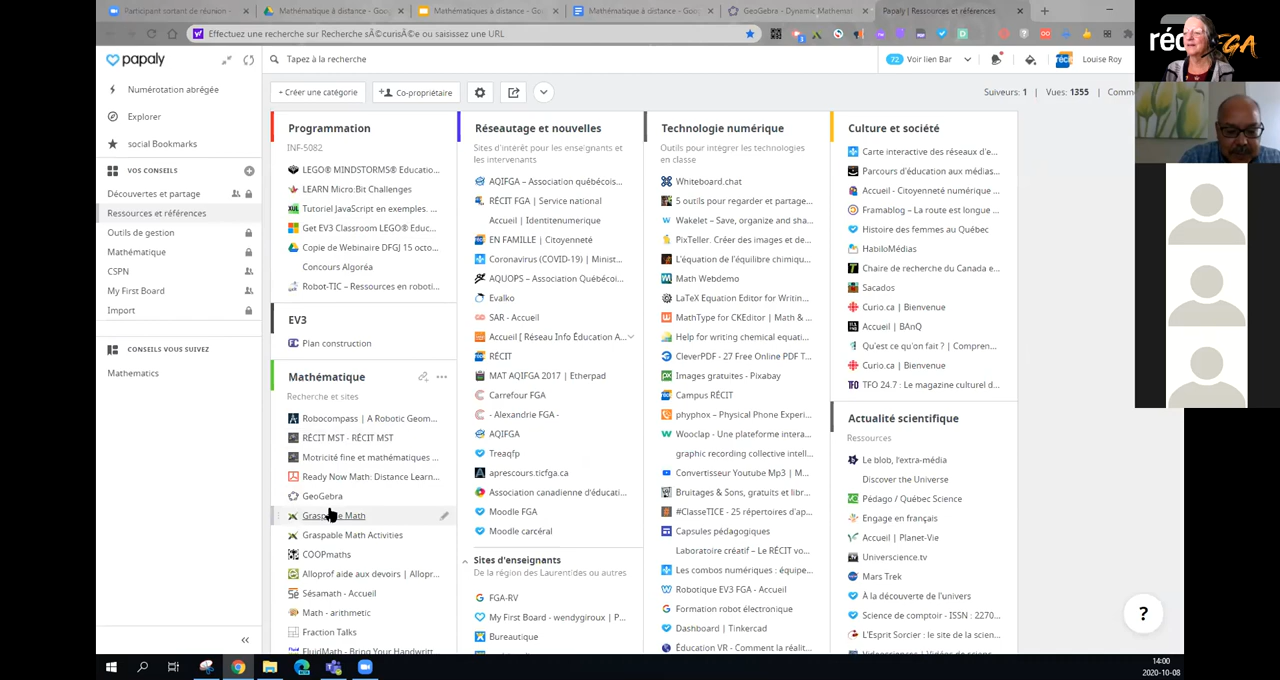 Participant sortant de réunion -
Mathématique à distance - G
Mathématiques à distance -
Mathématique à distance - G
GeoGebra - Dynamic Mathemat
Papaly | Ressources et références
Effectuez une recherche sur Recherche sÃ©curisÃ©e ou saisissez une URL
papaly
Tapez à la recherche
72 Voir lien Bar
Louise Roy
Numérotation abrégée
Explorer
social Bookmarks
VOS CONSEILS
Découvertes et partage
Ressources et références
Outils de gestion
Mathématique
CSPN
My First Board
Import
CONSEILS VOUS SUIVEZ
Mathematics
+ Créer une catégorie
Co-propriétaire
Suiveurs: 1 | Vues: 1355 | Comm
Programmation
INF-5082
LEGO® MINDSTORMS® Educatio...
LEARN Micro:Bit Challenges
Tutoriel JavaScript en exemples. ...
Get EV3 Classroom LEGO® Educ...
Copie de Webinaire DFGJ 15 octo...
Concours Algoréa
Robot-TIC – Ressources en roboti...
EV3
Plan construction
Mathématique
Recherche et sites
Robocompass | A Robotic Geom...
RÉCIT MST - RÉCIT MST
Motricité fine et mathématiques ...
Ready Now Math: Distance Learn...
GeoGebra
Graspable Math
Graspable Math Activities
COOPmaths
Alloprof aide aux devoirs | Allopr...
Sésamath - Accueil
Math - arithmetic
Fraction Talks
FluidMath - Bring Your Handwritt...
Réseautage et nouvelles
Sites d'interêt pour les enseignants et
les intervenants
AQIFGA – Association québécois...
RÉCIT FGA | Service national
Accueil | Identitenumerique
EN FAMILLE | Citoyenneté
Coronavirus (COVID-19) | Minist...
AQUOPS – Association Québécoi...
Evalko
SAR - Accueil
Accueil [ Réseau Info Éducation A...
RÉCIT
MAT AQIFGA 2017 | Etherpad
Carrefour FGA
- Alexandrie FGA -
AQIFGA
Treaqfp
aprescours.ticfga.ca
Association canadienne d'éducati...
Moodle FGA
Moodle carcéral
Sites d'enseignants
De la région des Laurentides ou autres
FGA-RV
My First Board - wendygiroux | P...
Bureautique
Technologie numérique
Outils pour intégrer les technologies
en classe
Whiteboard.chat
5 outils pour regarder et partage...
Wakelet – Save, organize and sha...
PixTeller. Créer des images et de...
L'équation de l'équilibre chimiqu...
Math Webdemo
LaTeX Equation Editor for Writin...
MathType for CKEditor | Math & ...
Help for writing chemical equati...
CleverPDF - 27 Free Online PDF T...
Images gratuites - Pixabay
Campus RÉCIT
phyphox – Physical Phone Experi...
Wooclap - Une plateforme intera...
graphic recording collective intell...
Convertisseur Youtube Mp3 | M...
Bruitages & Sons, gratuits et libr...
#ClasseTICE - 25 répertoires d'ap...
Capsules pédagogiques
Laboratoire créatif – Le RÉCIT vo...
Les combos numériques : équipe...
Robotique EV3 FGA - Accueil
Formation robot électronique
Dashboard | Tinkercad
Éducation VR - Comment la réalit...
Culture et société
Carte interactive des réseaux d'e...
Parcours d'éducation aux médias...
Accueil - Citoyenneté numérique ...
Framablog – La route est longue ...
Histoire des femmes au Québec
HabiloMédias
Chaire de recherche du Canada e...
Sacados
Curio.ca | Bienvenue
Accueil | BAnQ
Qu'est ce qu'on fait ? | Compren...
Curio.ca | Bienvenue
TFO 24.7 : Le magazine culturel d...
Actualité scientifique
Ressources
Le blob, l'extra-média
Discover the Universe
Pédago / Québec Science
Engage en français
Accueil | Planet-Vie
Universcience.tv
Mars Trek
À la découverte de l'univers
Science de comptoir - ISSN : 2270...
L'Esprit Sorcier : le site de la scien...
?
14:00
2020-10-08